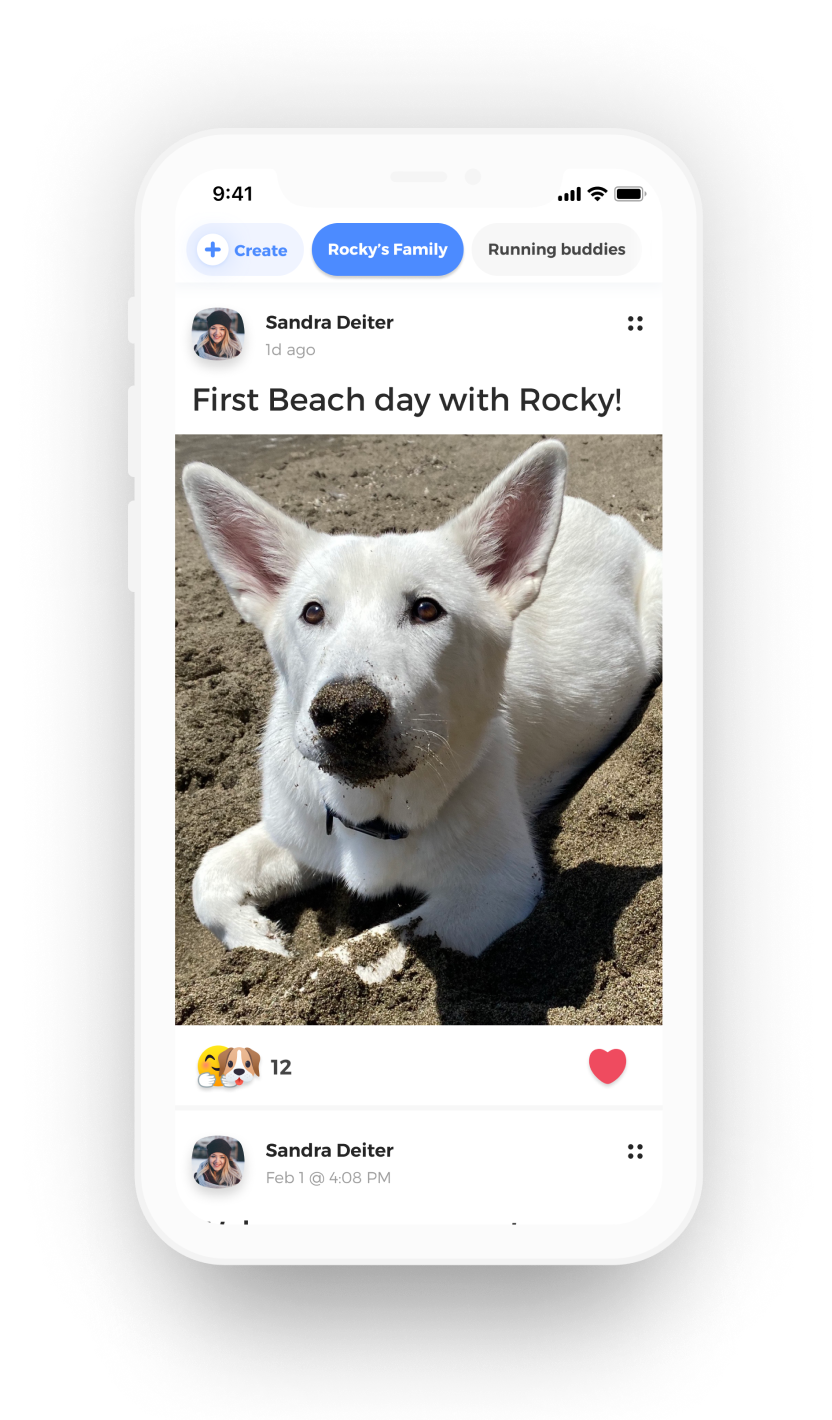 9:41
Create
Rocky’s Family
Running buddies
Sandra Deiter
1d ago
First Beach day with Rocky!
12
Sandra Deiter
Feb 1 @ 4:08 PM